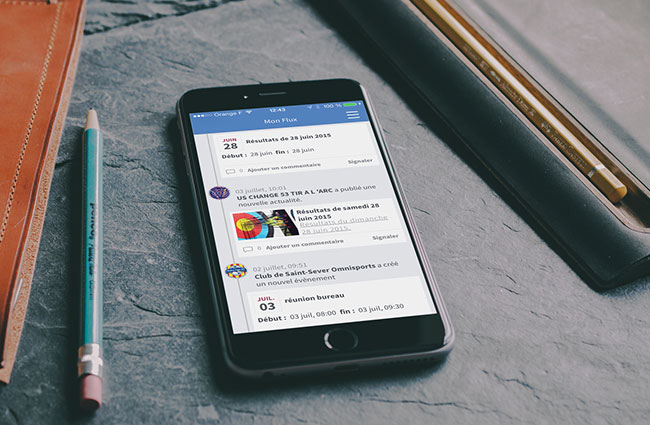 Orange F 12:43 100 %
Mon Flux
JUIN
28
Résultats de 28 juin 2015
Début : 28 juin fin : 28 juin
0 Ajouter un commentaire Signaler
03 juillet, 10:01
US CHANGE 53 TIR A L 'ARC a publié une
nouvelle actualité.
Résultats de samedi 28
juin 2015
Résultats du dimanche
28 juin 2015.
0 Ajouter un commentaire Signaler
02 juillet, 09:51
Club de Saint-Sever Omnisports a créé
un nouvel évènement
JUIL.
03
réunion bureau
Début : 03 juil, 08:00 fin : 03 juil, 09:30